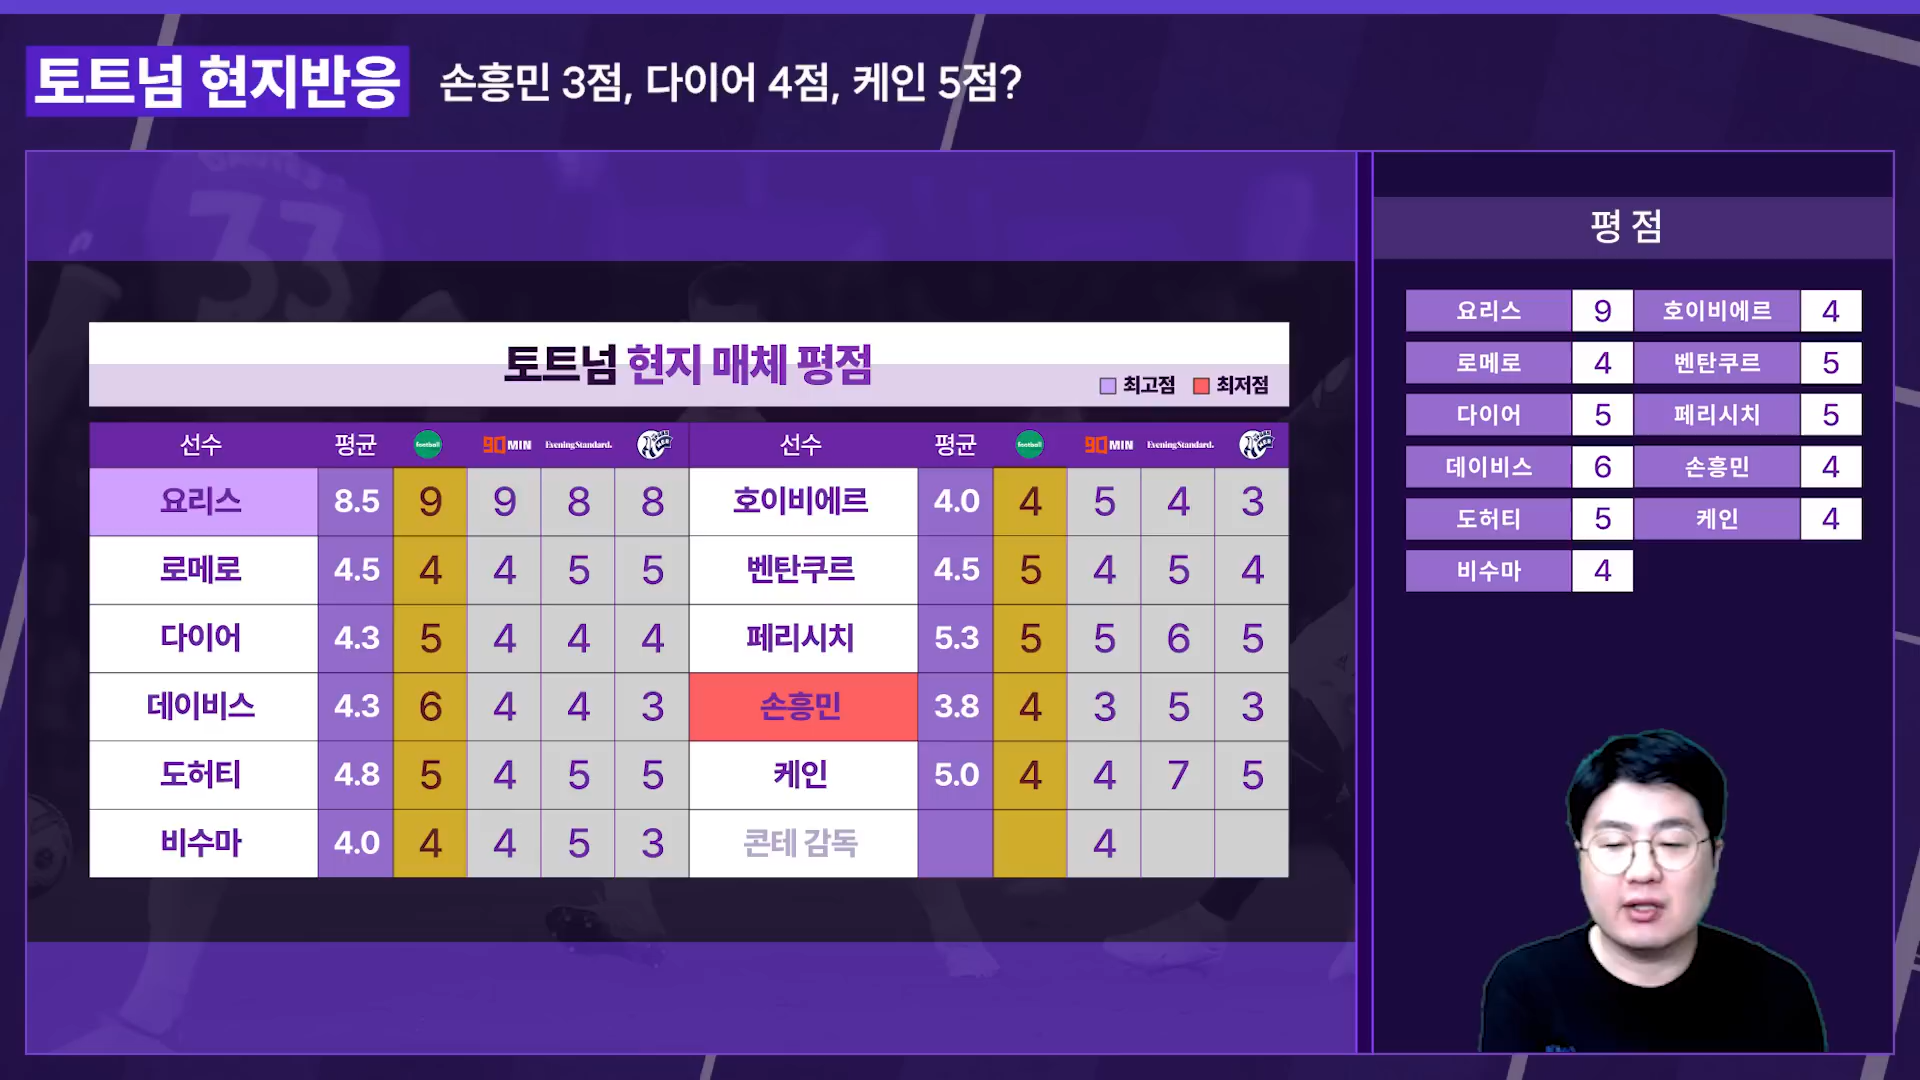 토트넘 현지반응 손흥민 3점, 다이어 4점, 케인 5점?
33
토트넘 현지 매체 평점
최고점 최저점
선수 평균 football 90MIN Evening Standard. 선수 평균 football 90MIN Evening Standard.
요리스 8.5 9 9 8 8 호이비에르 4.0 4 5 4 3
로메로 4.5 4 4 5 5 벤탄쿠르 4.5 5 4 5 4
다이어 4.3 5 4 4 4 페리시치 5.3 5 5 6 5
데이비스 4.3 6 4 4 3 손흥민 3.8 4 3 5 3
도허티 4.8 5 4 5 5 케인 5.0 4 4 7 5
비수마 4.0 4 4 5 3 콘테 감독 4
평점
요리스 9 호이비에르 4
로메로 4 벤탄쿠르 5
다이어 5 페리시치 5
데이비스 6 손흥민 4
도허티 5 케인 4
비수마 4